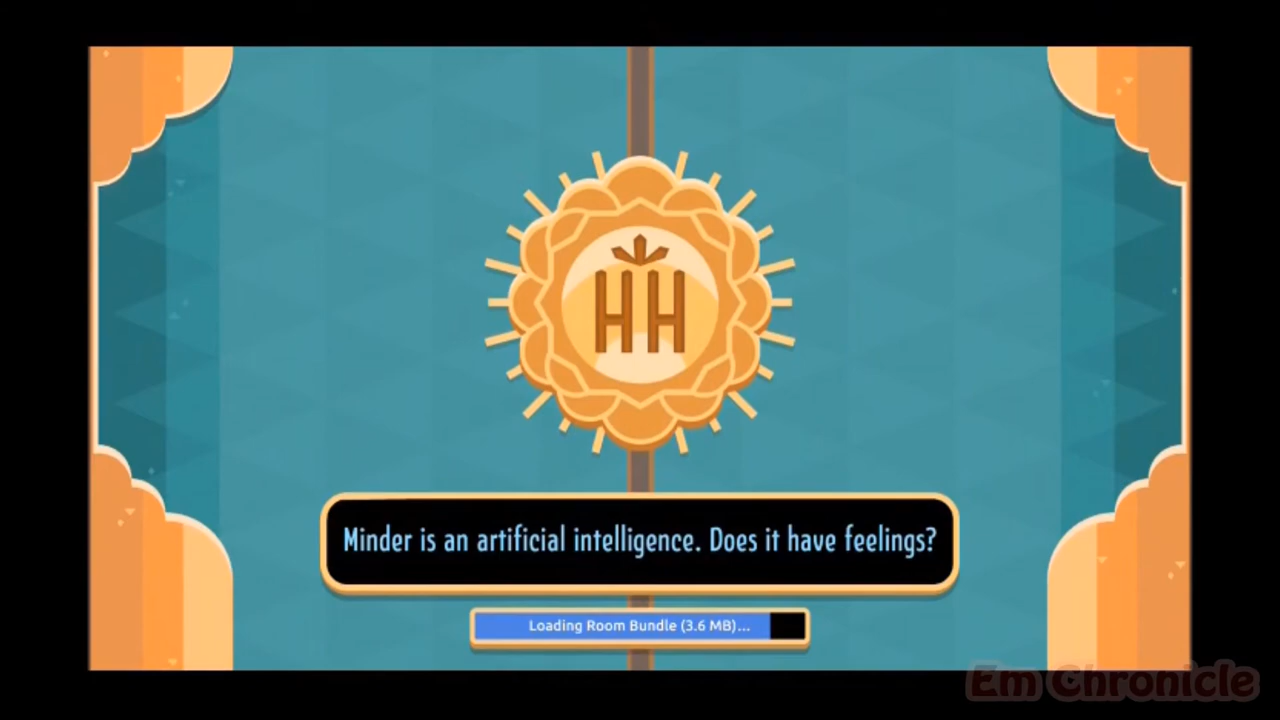 HH
Minder is an artificial intelligence. Does it have feelings?
Loading Room Bundle (3.6 MB)...
Em Chronicle